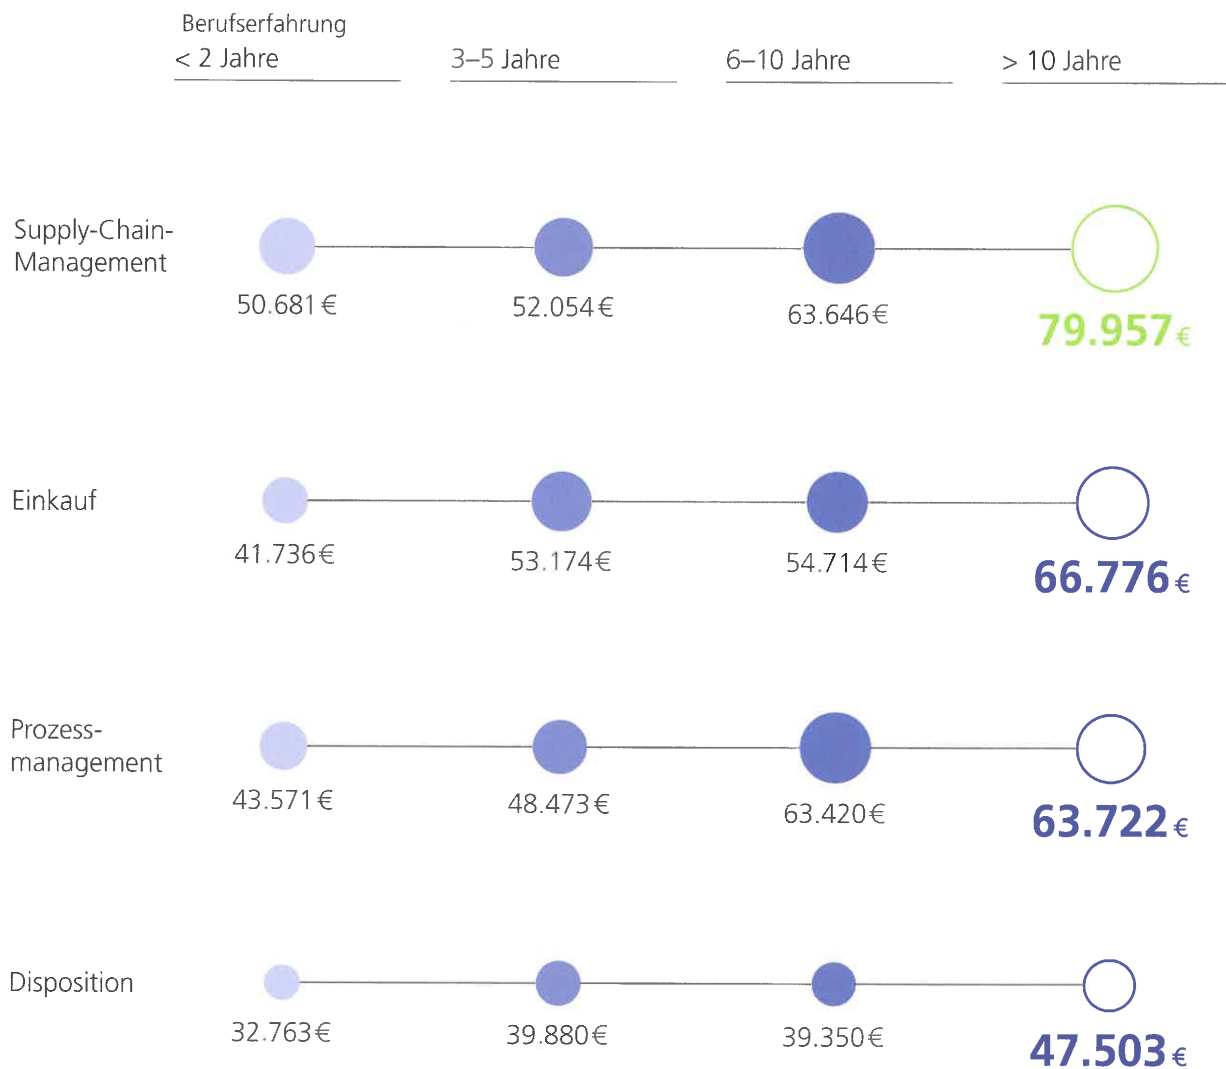 Berufserfahrung
< 2 Jahre
3–5 Jahre
6–10 Jahre
> 10 Jahre
Supply-Chain-
Management
50.681 €
52.054 €
63.646 €
79.957 €
Einkauf
41.736 €
53.174 €
54.714 €
66.776 €
Prozess-
management
43.571 €
48.473 €
63.420 €
63.722 €
Disposition
32.763 €
39.880 €
39.350 €
47.503 €